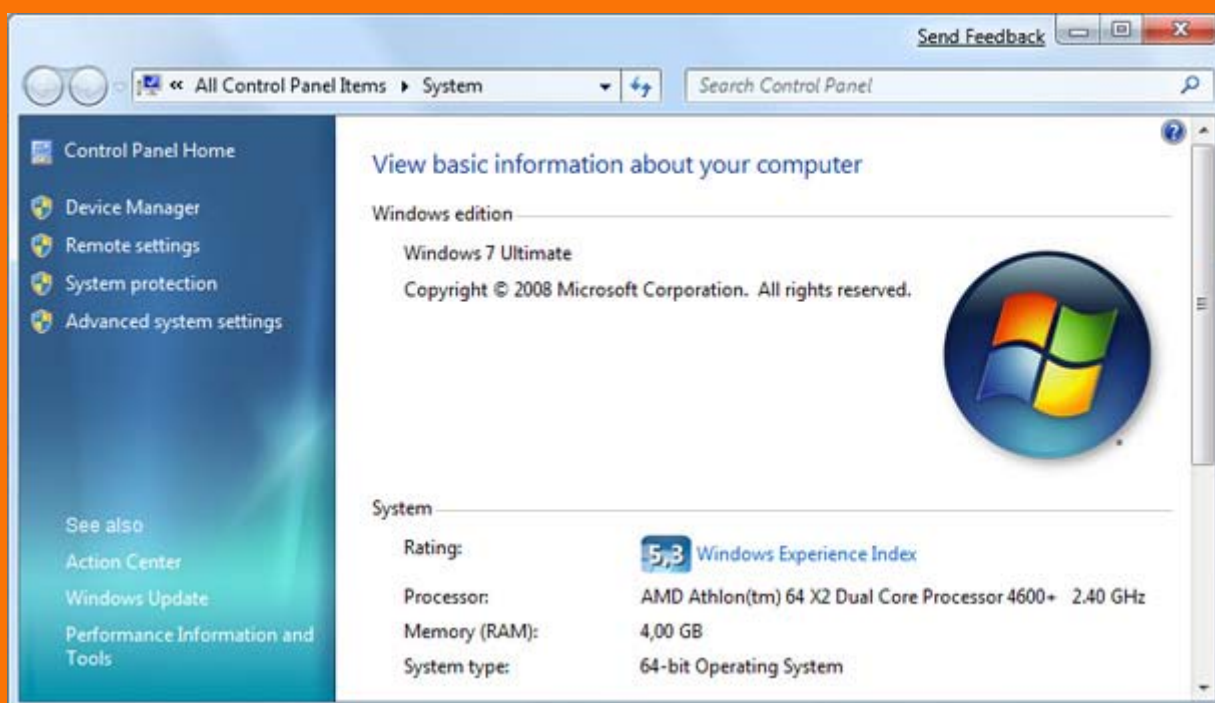 Send Feedback
« All Control Panel Items ▸ System
Search Control Panel
Control Panel Home
Device Manager
Remote settings
System protection
Advanced system settings
See also
Action Center
Windows Update
Performance Information and
Tools
View basic information about your computer
Windows edition
Windows 7 Ultimate
Copyright © 2008 Microsoft Corporation. All rights reserved.
System
Rating: 5,3 Windows Experience Index
Processor: AMD Athlon(tm) 64 X2 Dual Core Processor 4600+ 2.40 GHz
Memory (RAM): 4,00 GB
System type: 64-bit Operating System